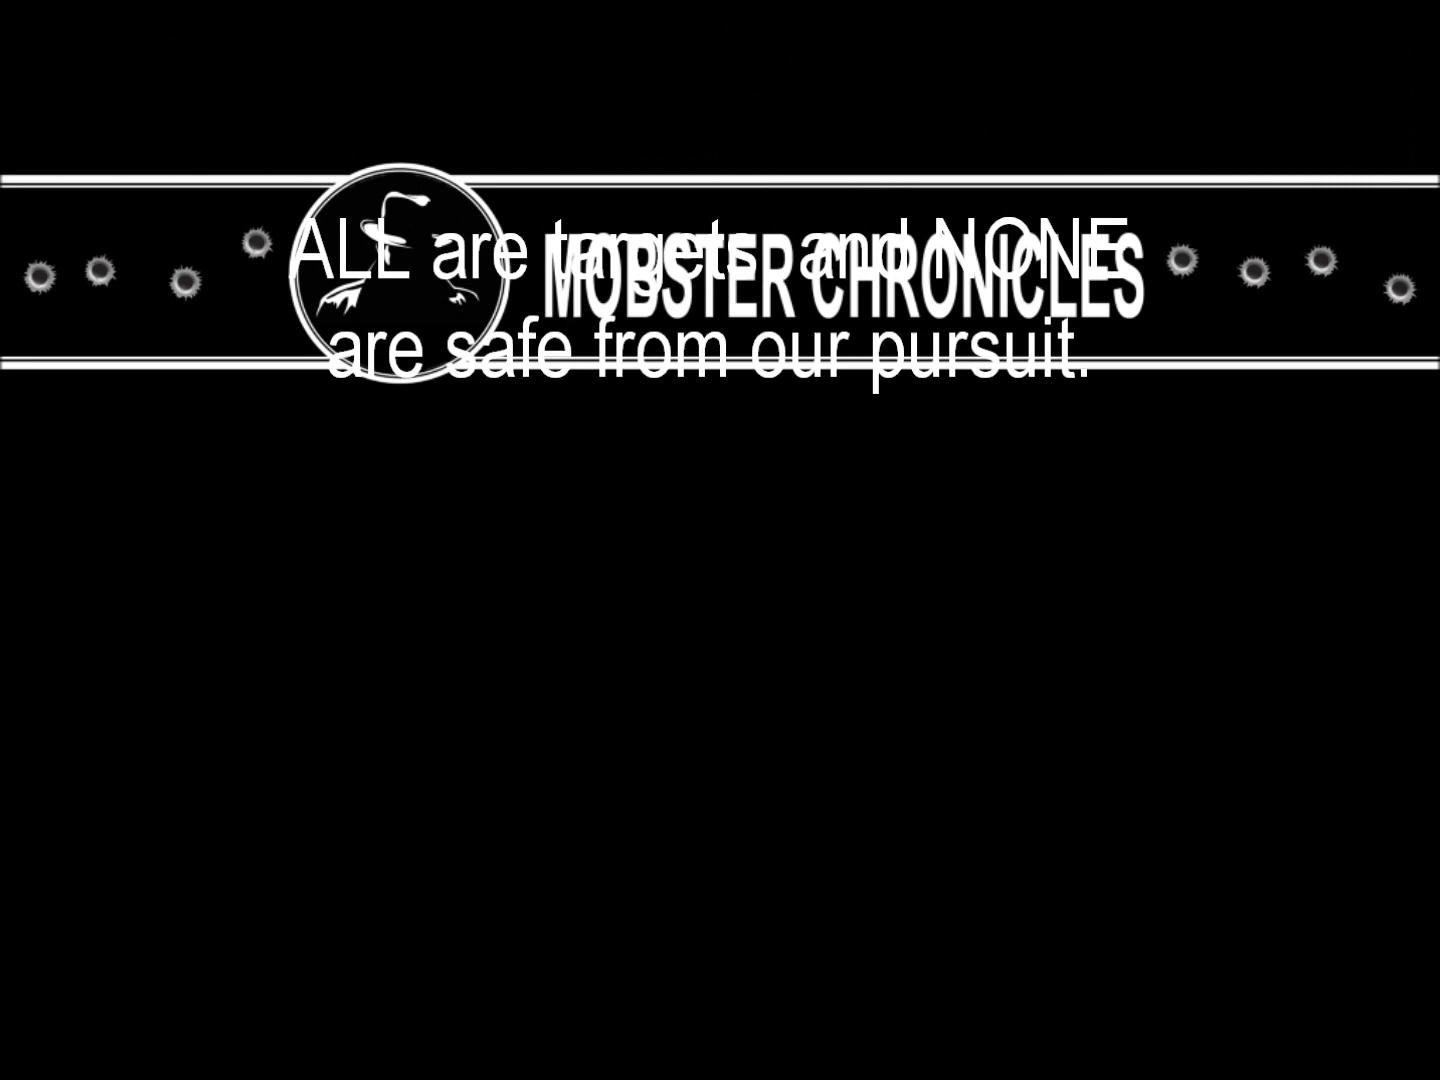 ALL are targets, and NONE
MOBSTER CHRONICLES
are safe from our pursuit.